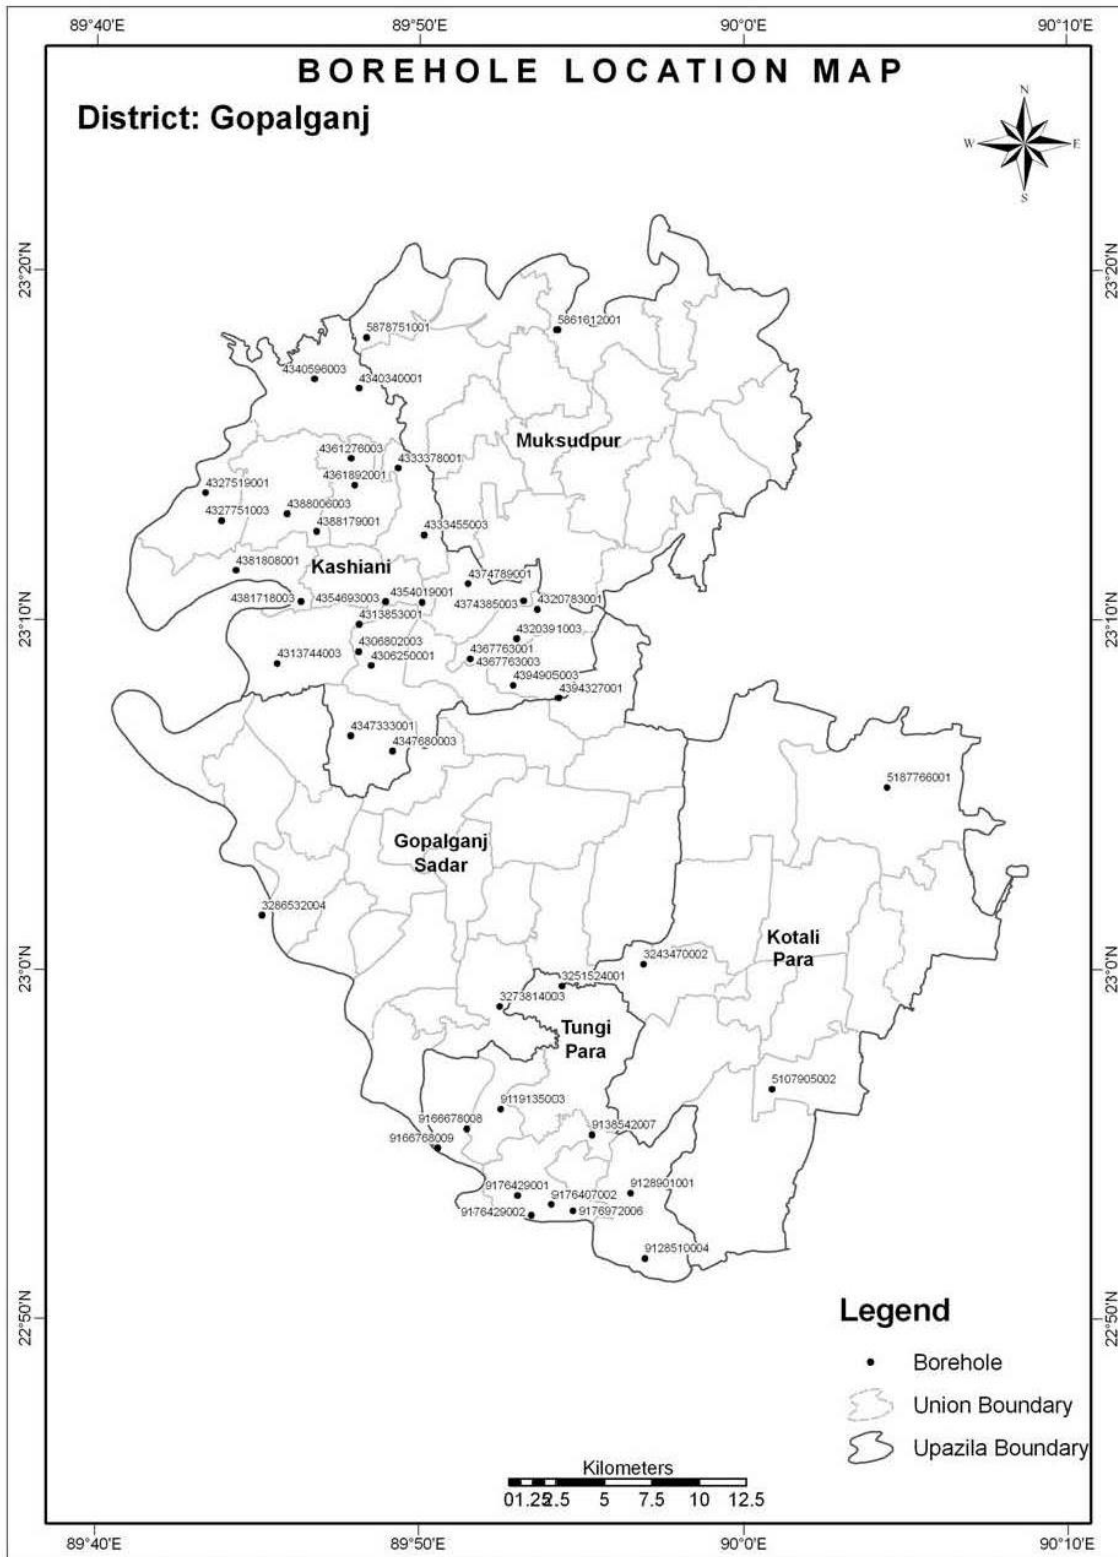 89°40'E 89°50'E 90°0'E 90°10'E
BOREHOLE LOCATION MAP
District: Gopalganj
N
W E
S
23°20'N 23°20'N
5861612001
5878751001
4340596003
4340340001
Muksudpur
4361276003
4333378001
4361892001
4327519001
4388006003
4327751003
4388179001
4333455003
4381808001
Kashiani
4374789001
4381718003 4354693003 4354019001 4374385003 4320783001
23°10'N 23°10'N
4313853001
4320391003
4306802003
4367763001
4313744003 4306250001 4367763003
4394905003
4394327001
4347333001
4347680003
5187766001
Gopalganj
Sadar
3286532004
Kotali
Para
3243470002
23°0'N 23°0'N
3251524001
3273814003
Tungi
Para
5107905002
9119135003
9166678008
9138542007
9166768009
9176429001 9128901001
9176407002
9176429002 9176972006
9128510004
22°50'N 22°50'N
Legend
Borehole
Union Boundary
Upazila Boundary
Kilometers
01.252.5 5 7.5 10 12.5
89°40'E 89°50'E 90°0'E 90°10'E